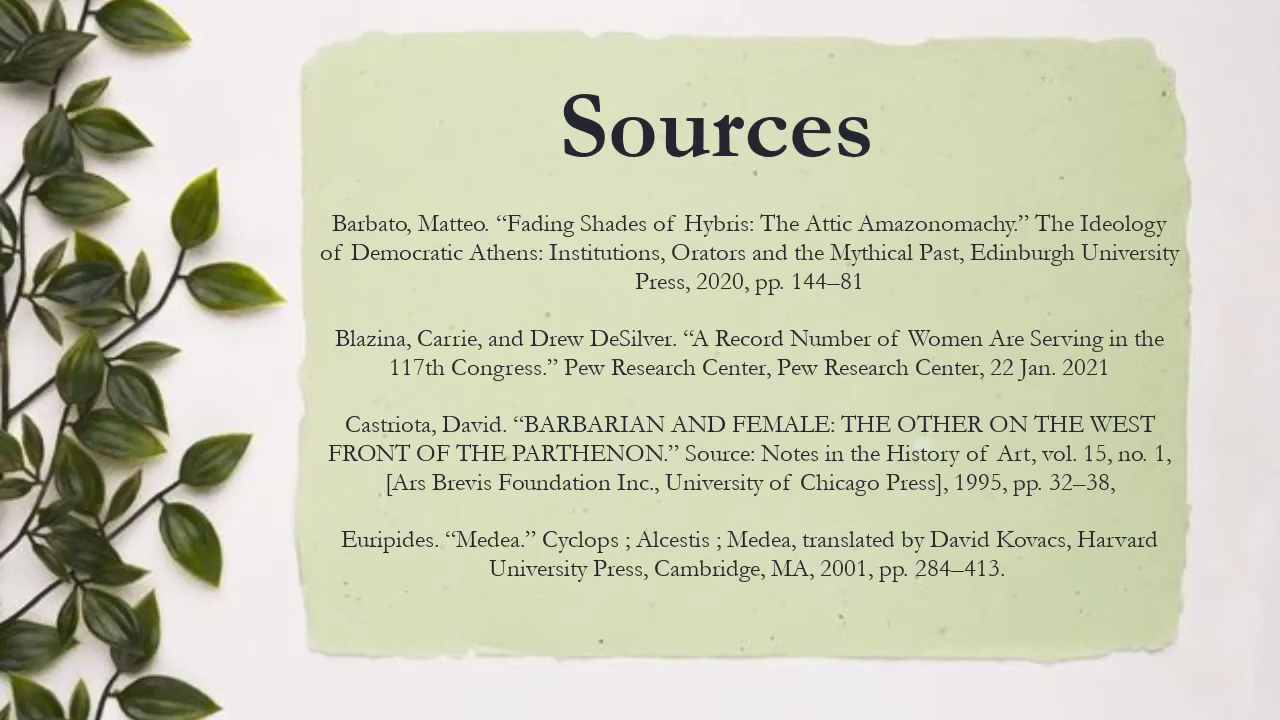 Sources
Barbato, Matteo. “Fading Shades of Hybris: The Attic Amazonomachy.” The Ideology
of Democratic Athens: Institutions, Orators and the Mythical Past, Edinburgh University
Press, 2020, pp. 144–81
Blazina, Carrie, and Drew DeSilver. “A Record Number of Women Are Serving in the
117th Congress.” Pew Research Center, Pew Research Center, 22 Jan. 2021
Castriota, David. “BARBARIAN AND FEMALE: THE OTHER ON THE WEST
FRONT OF THE PARTHENON.” Source: Notes in the History of Art, vol. 15, no. 1,
[Ars Brevis Foundation Inc., University of Chicago Press], 1995, pp. 32–38,
Euripides. “Medea.” Cyclops ; Alcestis ; Medea, translated by David Kovacs, Harvard
University Press, Cambridge, MA, 2001, pp. 284–413.